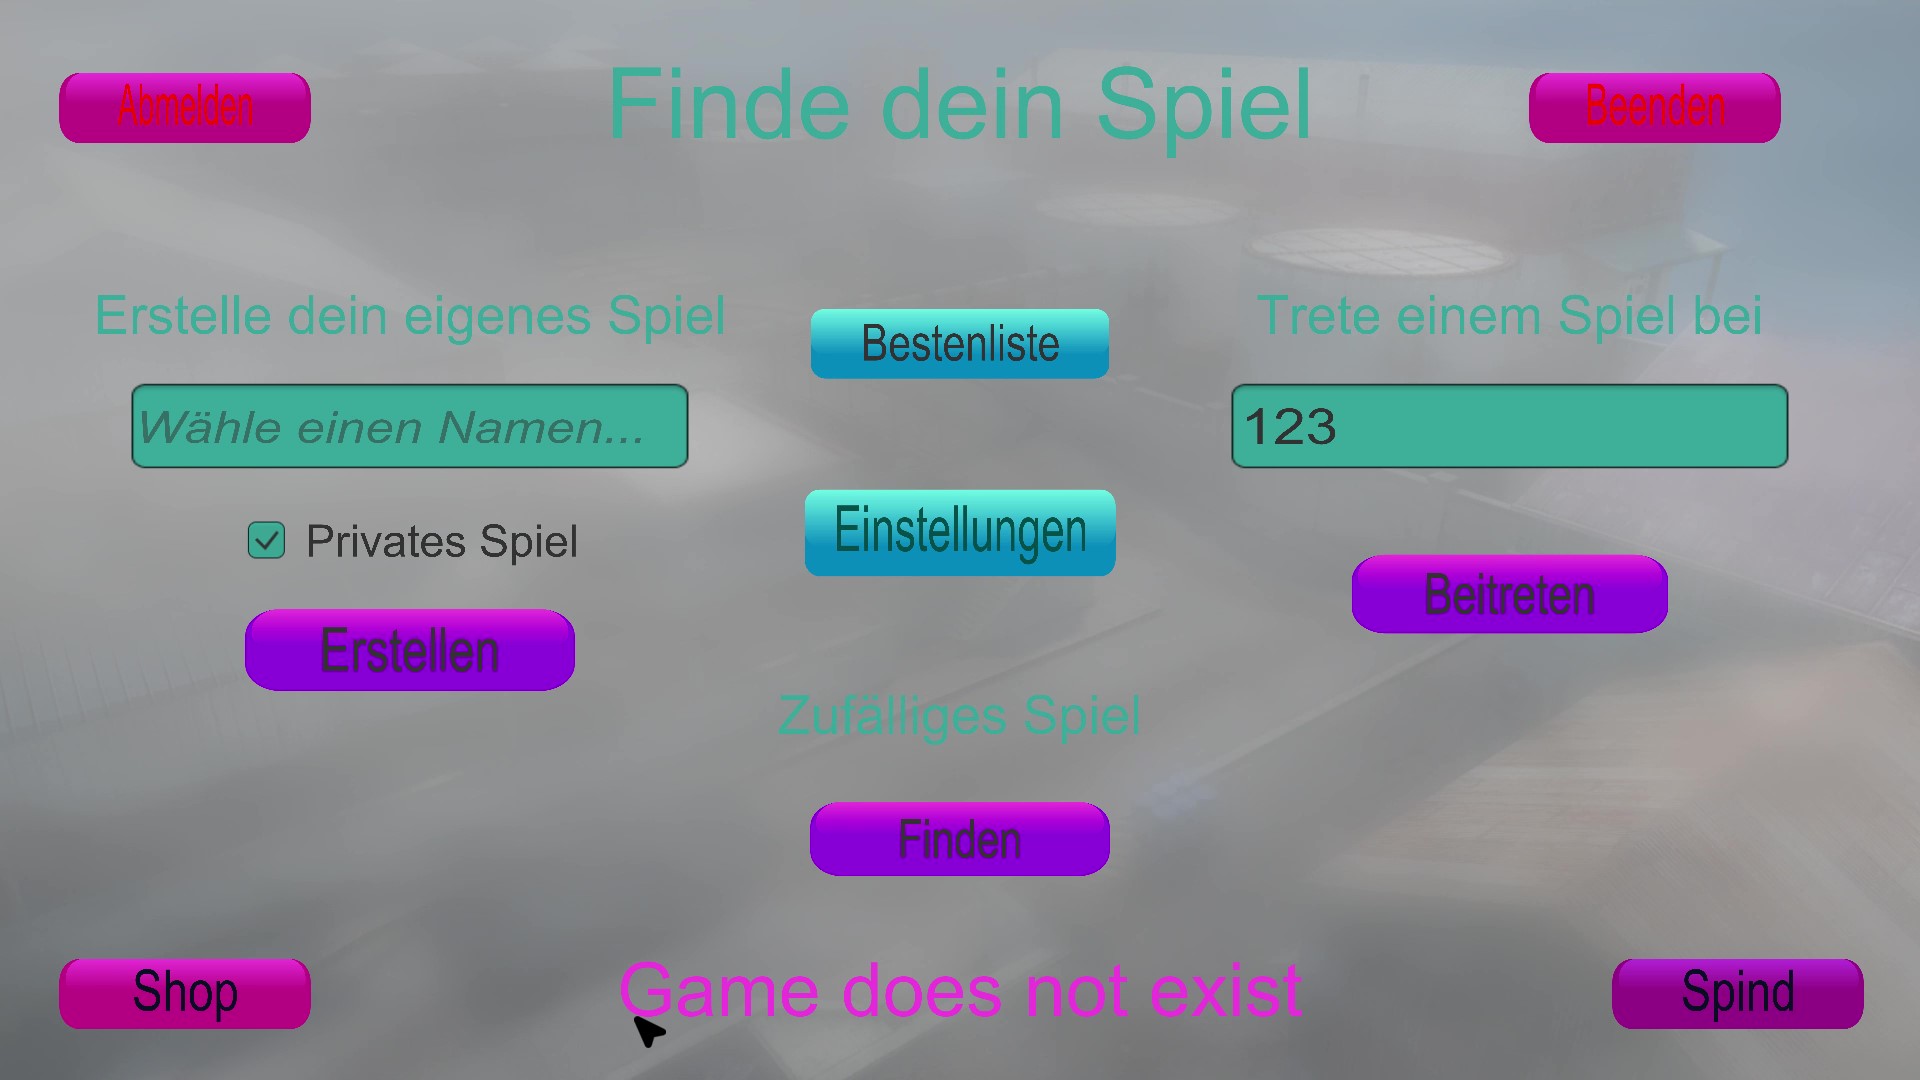 Abmelden
Finde dein Spiel
Beenden
Erstelle dein eigenes Spiel
Bestenliste
Trete einem Spiel bei
Wähle einen Namen...
123
Privates Spiel
Einstellungen
Beitreten
Erstellen
Zufälliges Spiel
Finden
Shop
Game does not exist
Spind